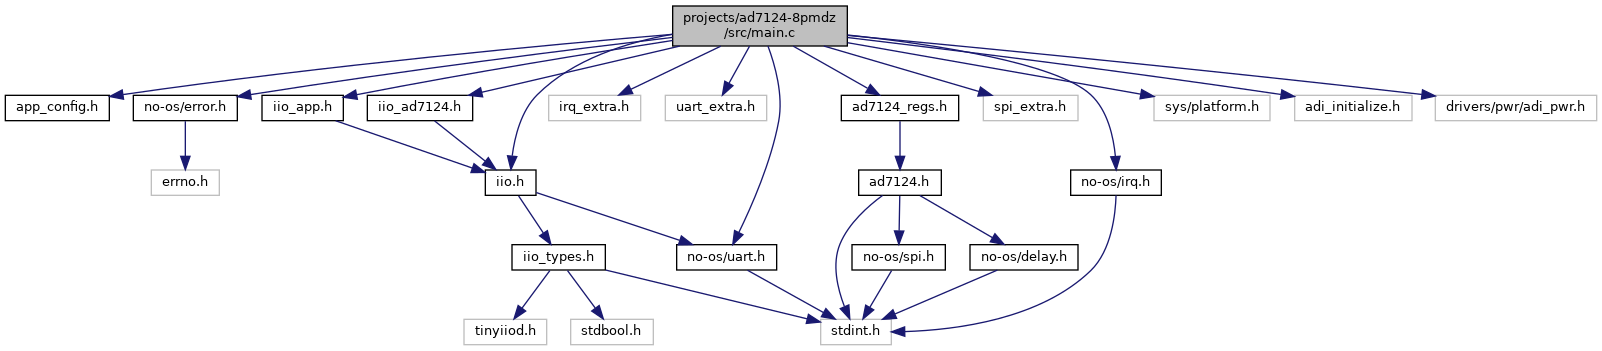 projects/ad7124-8pmdz
/src/main.c
app_config.h
no-os/error.h
iio_app.h
iio_ad7124.h
irq_extra.h
uart_extra.h
ad7124_regs.h
spi_extra.h
sys/platform.h
adi_initialize.h
drivers/pwr/adi_pwr.h
errno.h
iio.h
ad7124.h
no-os/irq.h
iio_types.h
no-os/uart.h
no-os/spi.h
no-os/delay.h
tinyiiod.h
stdbool.h
stdint.h